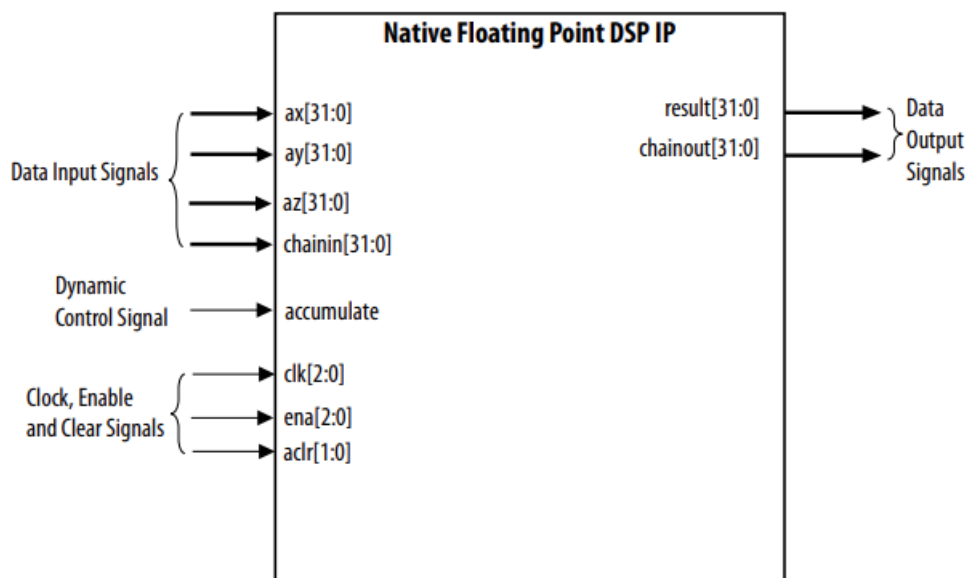 Native Floating Point DSP IP
Data Input Signals
ax[31:0]
ay[31:0]
az[31:0]
chainin[31:0]
Dynamic
Control Signal
accumulate
Clock, Enable
and Clear Signals
clk[2:0]
ena[2:0]
aclr[1:0]
result[31:0]
chainout[31:0]
Data
Output
Signals